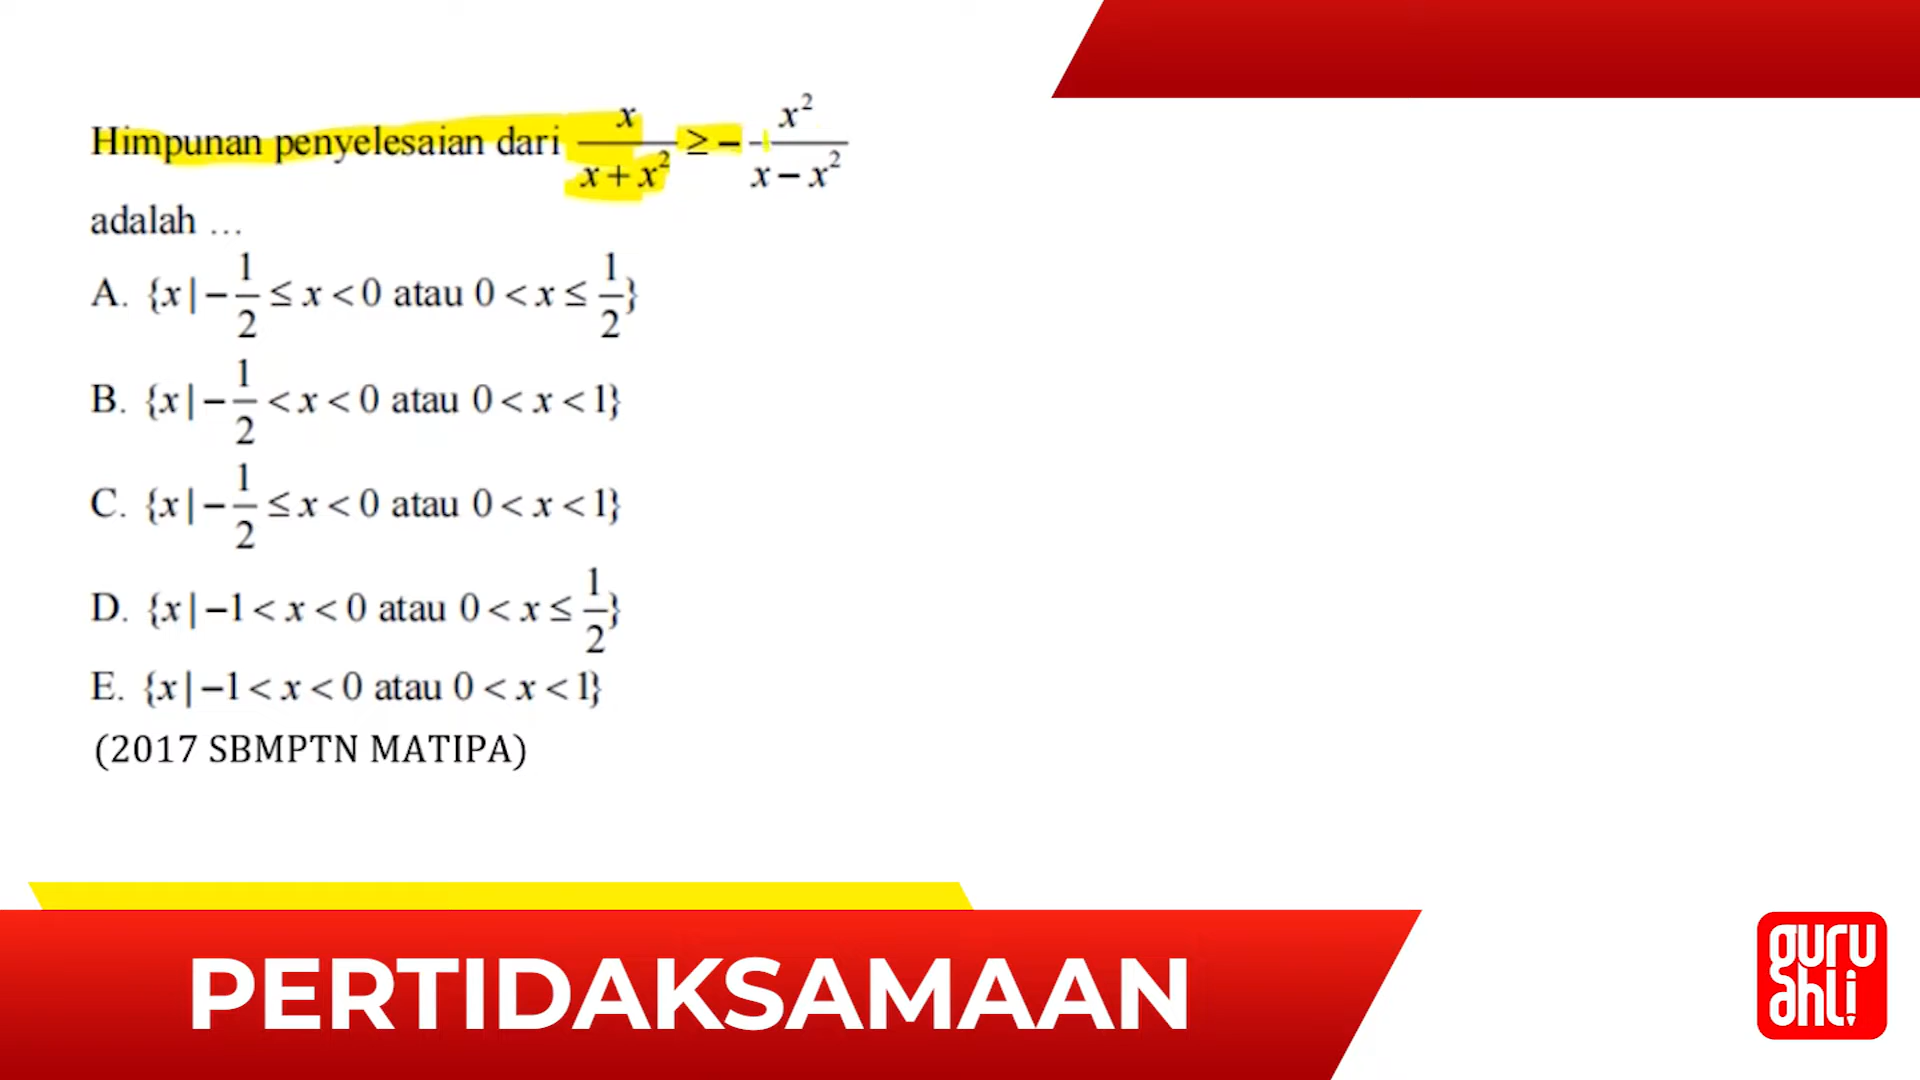 Himpunan penyelesaian dari x/(x + x²) ≥ - -x²/(x - x²)
adalah ...
A. {x | -1/2 ≤ x < 0 atau 0 < x ≤ 1/2}
B. {x | -1/2 < x < 0 atau 0 < x < 1}
C. {x | -1/2 ≤ x < 0 atau 0 < x < 1}
D. {x | -1 < x < 0 atau 0 < x ≤ 1/2}
E. {x | -1 < x < 0 atau 0 < x < 1}
(2017 SBMPTN MATIPA)
PERTIDAKSAMAAN
guru
ahli